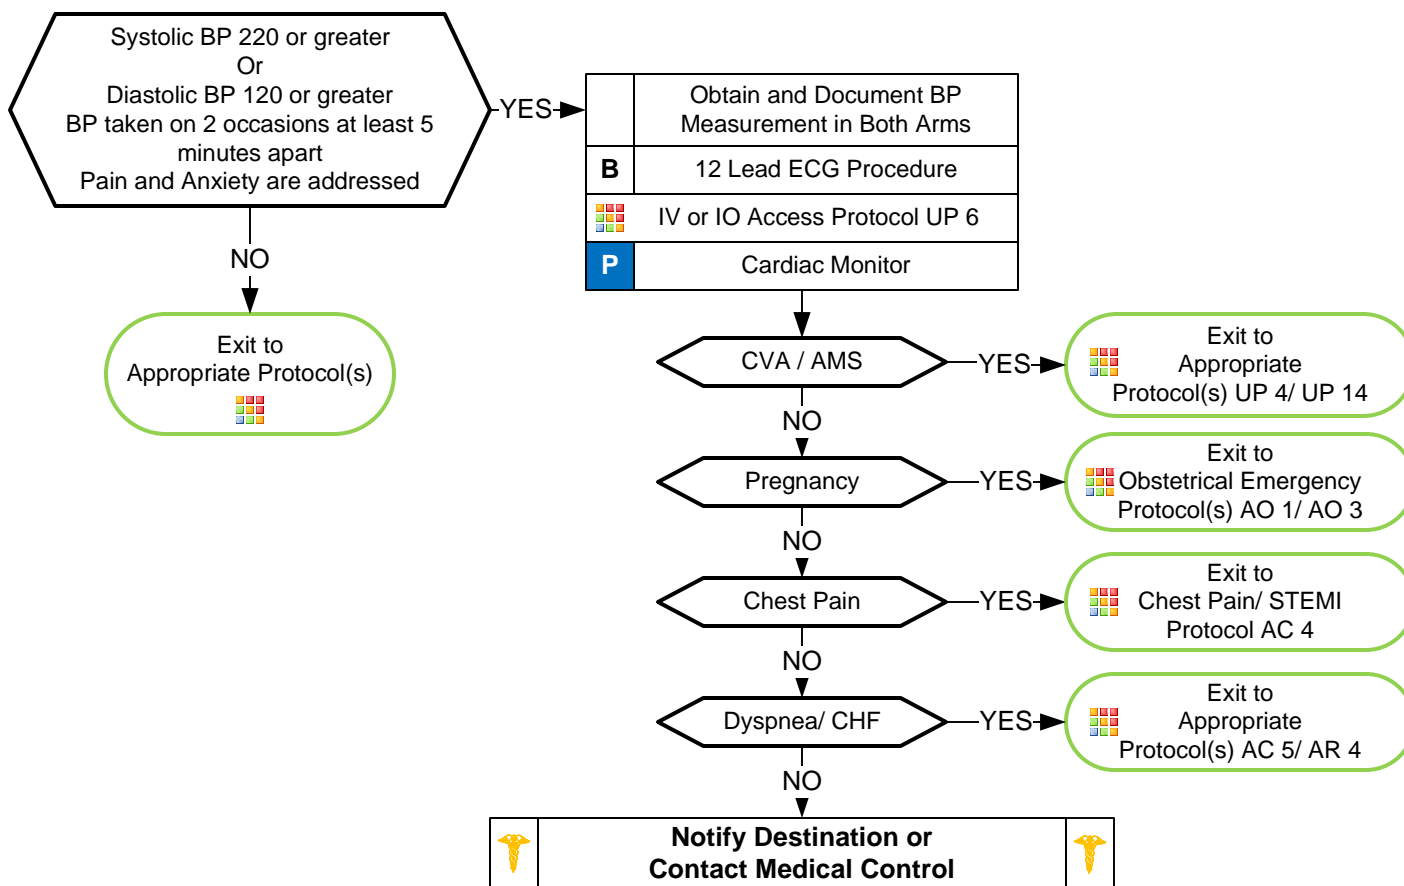 Systolic BP 220 or greater
Or
Diastolic BP 120 or greater
BP taken on 2 occasions at least 5
minutes apart
Pain and Anxiety are addressed
YES
Obtain and Document BP
Measurement in Both Arms
B 12 Lead ECG Procedure
IV or IO Access Protocol UP 6
P Cardiac Monitor
NO
Exit to
Appropriate Protocol(s)
CVA / AMS
YES
Exit to
Appropriate
Protocol(s) UP 4/ UP 14
NO
Pregnancy
YES
Exit to
Obstetrical Emergency
Protocol(s) AO 1/ AO 3
NO
Chest Pain
YES
Exit to
Chest Pain/ STEMI
Protocol AC 4
NO
Dyspnea/ CHF
YES
Exit to
Appropriate
Protocol(s) AC 5/ AR 4
NO
Notify Destination or
Contact Medical Control